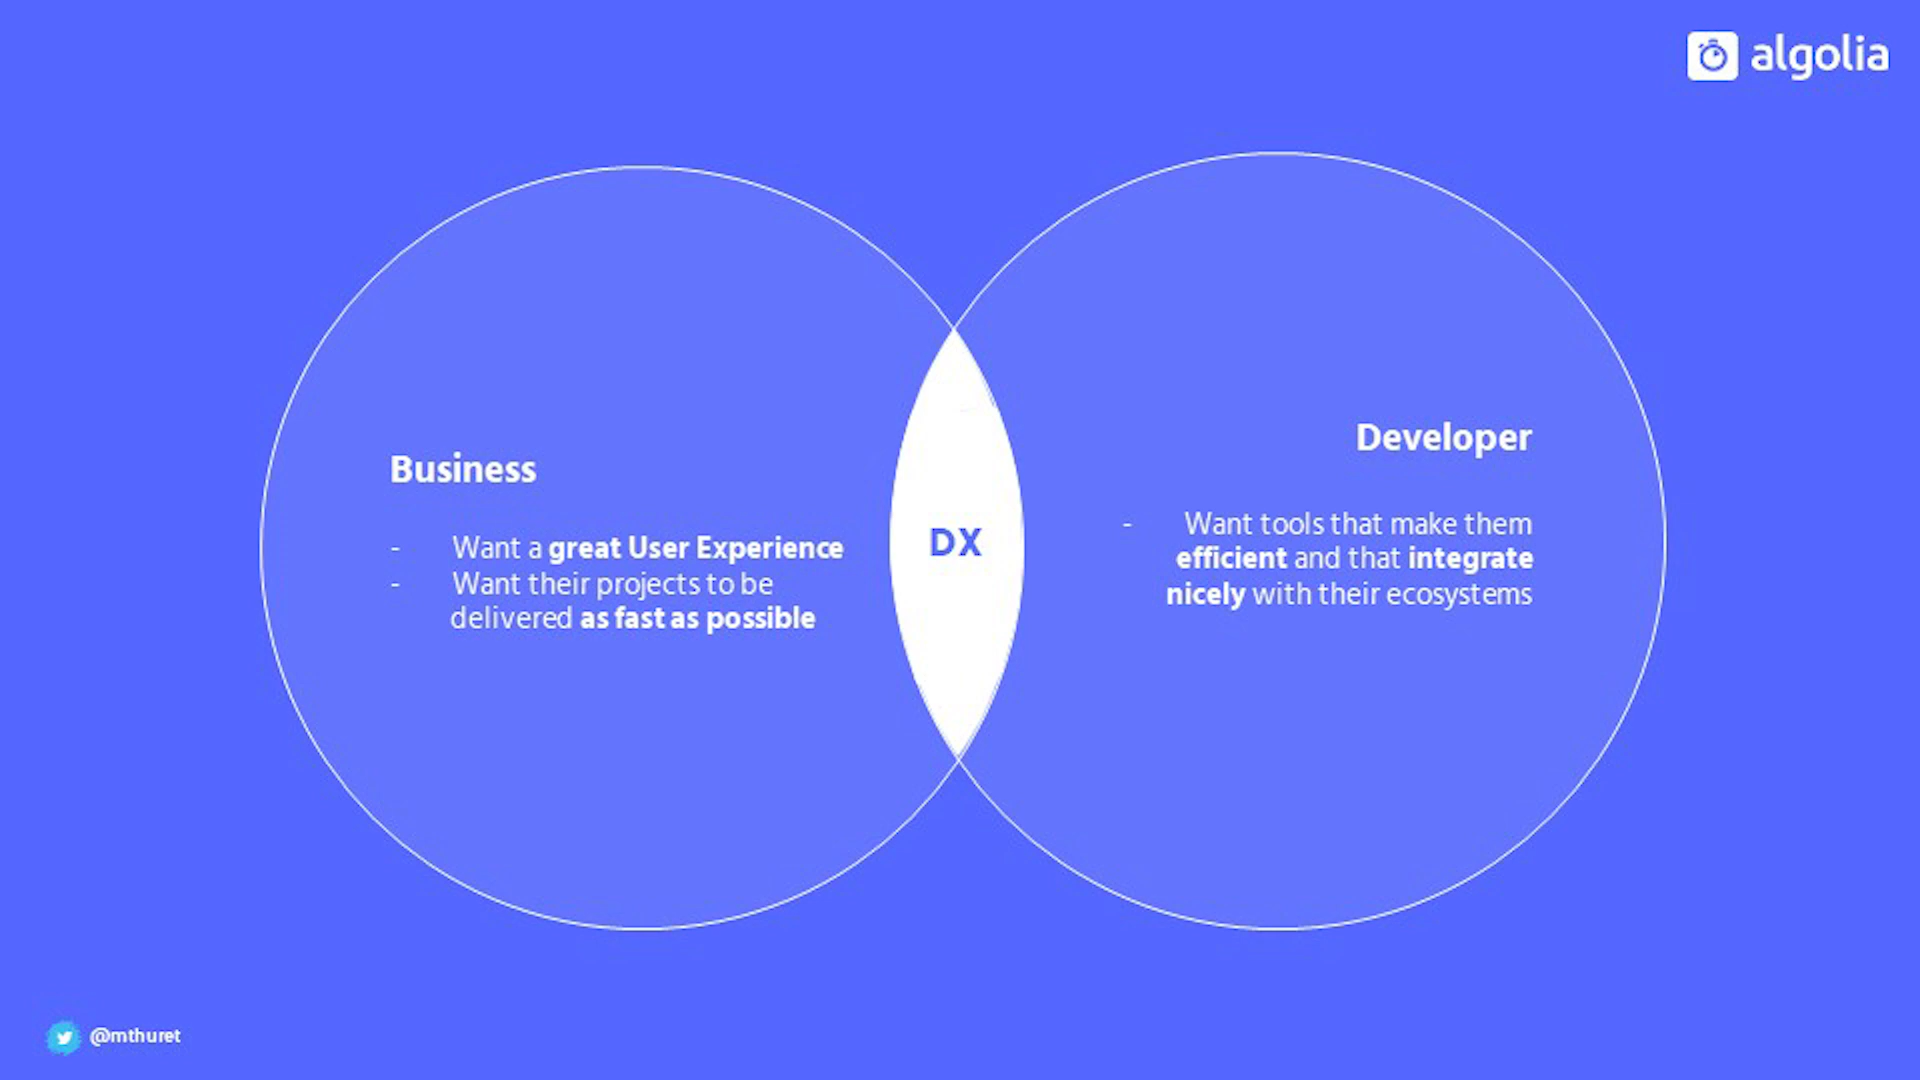 algolia
Business
- Want a great User Experience
- Want their projects to be
delivered as fast as possible
DX
Developer
- Want tools that make them
efficient and that integrate
nicely with their ecosystems
@mthuret